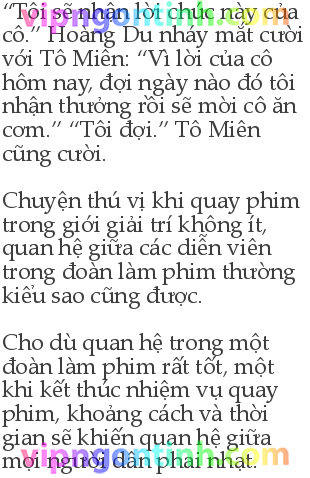 “Tôi sẽ nhận lời chúc này của
cô.” Hoàng Du nháy mắt cười
với Tô Miên: “Vì lời của cô
hôm nay, đợi ngày nào đó tôi
nhận thưởng rồi sẽ mời cô ăn
cơm.” “Tôi đợi.” Tô Miên
cũng cười.
Chuyện thú vị khi quay phim
trong giới giải trí không ít,
quan hệ giữa các diễn viên
trong đoàn làm phim thường
kiểu sao cũng được.
Cho dù quan hệ trong một
đoàn làm phim rất tốt, một
khi kết thúc nhiệm vụ quay
phim, khoảng cách và thời
gian sẽ khiến quan hệ giữa
mọi người dần phai nhạt.
vipngontinh.com
vipngontinh.com